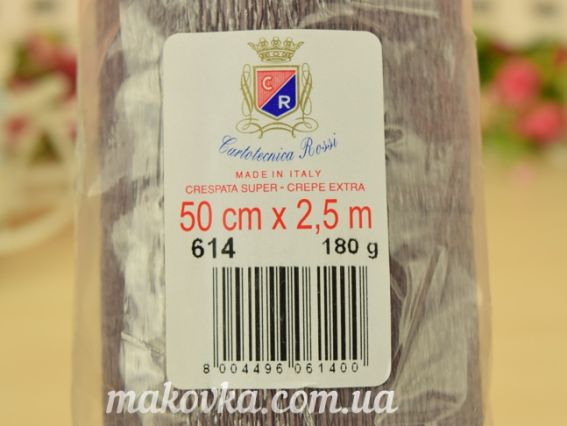 C
R
Cartotecnica Rossi
MADE IN ITALY
CRESPATA SUPER - CREPE EXTRA
50 cm x 2,5 m
614 180 g
8 004496 061400
makovka.com.ua